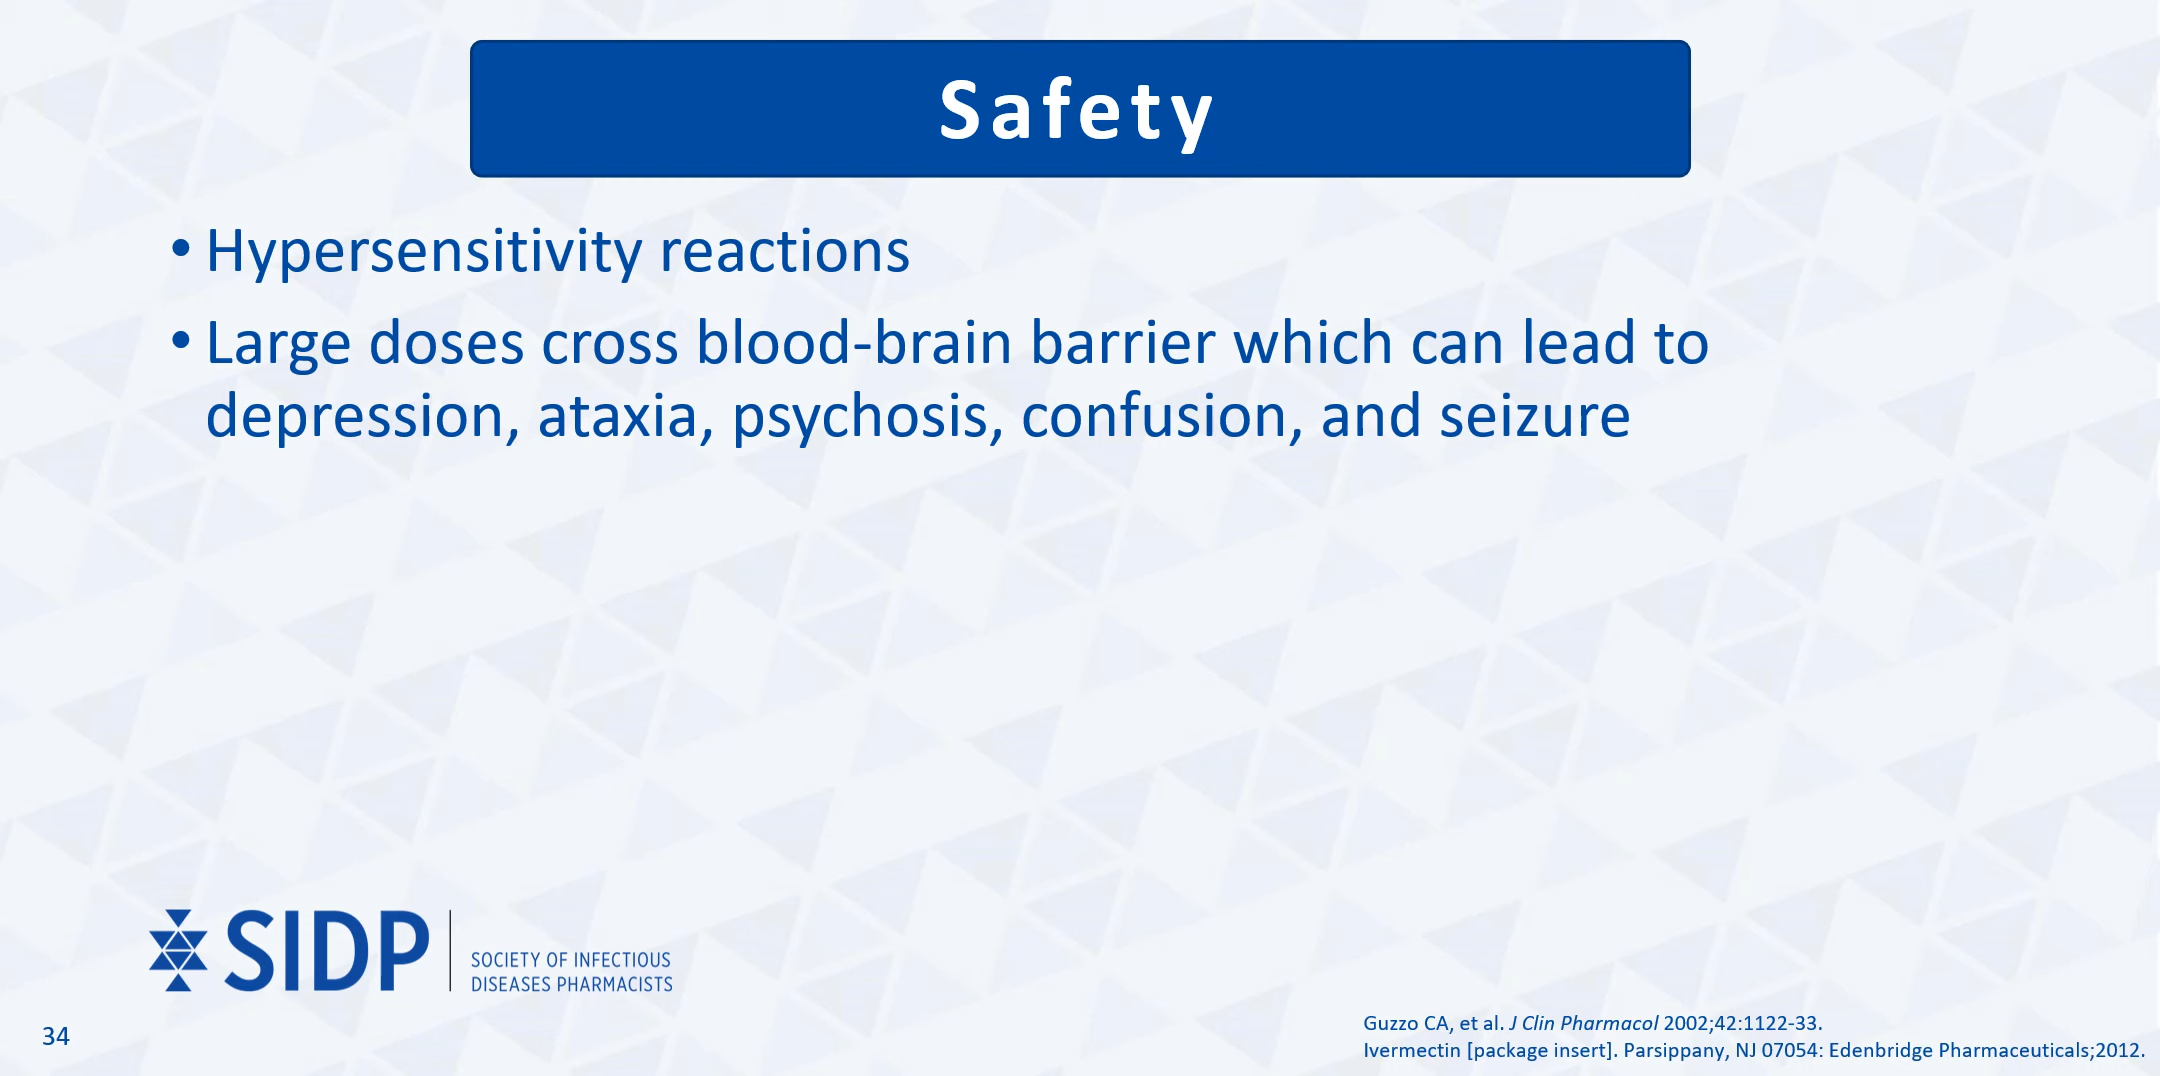 Safety
• Hypersensitivity reactions
• Large doses cross blood-brain barrier which can lead to
depression, ataxia, psychosis, confusion, and seizure
SIDP
SOCIETY OF INFECTIOUS
DISEASES PHARMACISTS
34
Guzzo CA, et al. J Clin Pharmacol 2002;42:1122-33.
Ivermectin [package insert]. Parsippany, NJ 07054: Edenbridge Pharmaceuticals;2012.